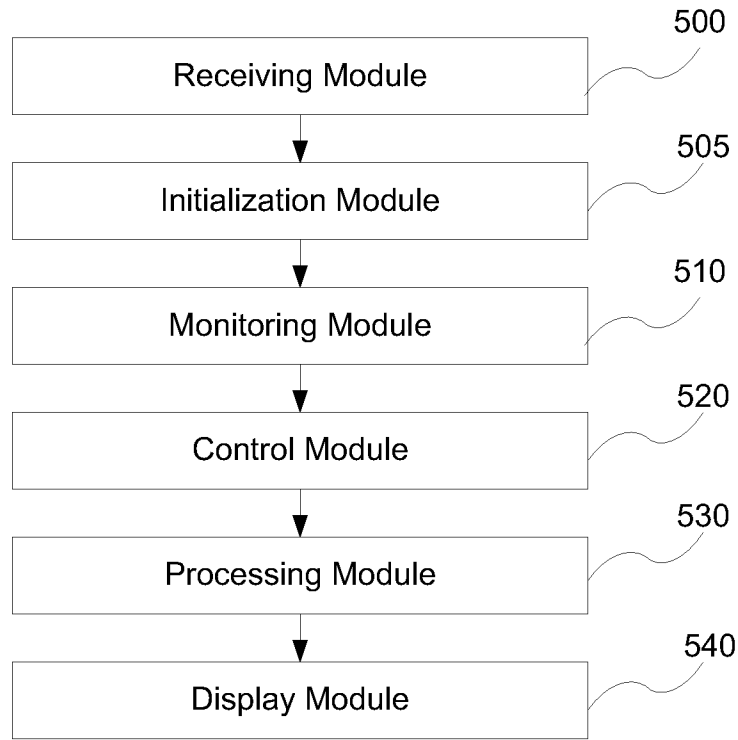 500
Receiving Module
505
Initialization Module
510
Monitoring Module
520
Control Module
530
Processing Module
540
Display Module